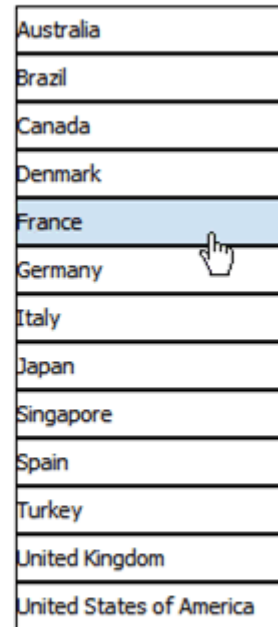 Australia
Brazil
Canada
Denmark
France
Germany
Italy
Japan
Singapore
Spain
Turkey
United Kingdom
United States of America